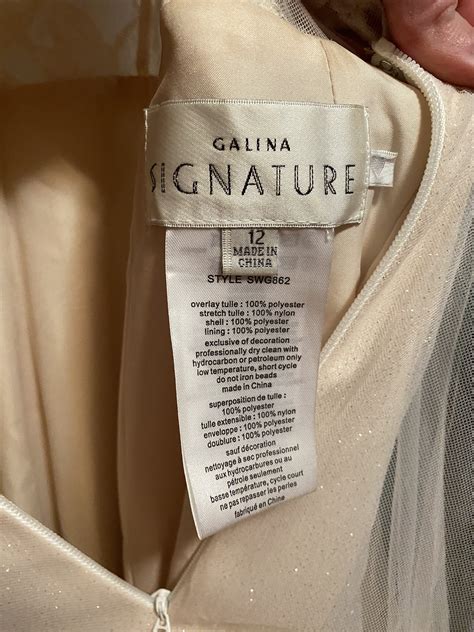 GALINA
SIGNATURE
12
MADE IN
CHINA
STYLE SWG862
overlay tulle : 100% polyester
stretch tulle : 100% nylon
shell : 100% polyester
lining : 100% polyester
exclusive of decoration
professionally dry clean with
hydrocarbon or petroleum only
low temperature, short cycle
do not iron beads
made in China
superposition de tulle :
100% polyester
tulle extensible : 100% nylon
enveloppe : 100% polyester
doublure : 100% polyester
sauf décoration
nettoyage à sec professionnel
aux hydrocarbures ou au
pétrole seulement
basse température, cycle court
ne pas repasser les perles
fabriqué en Chine